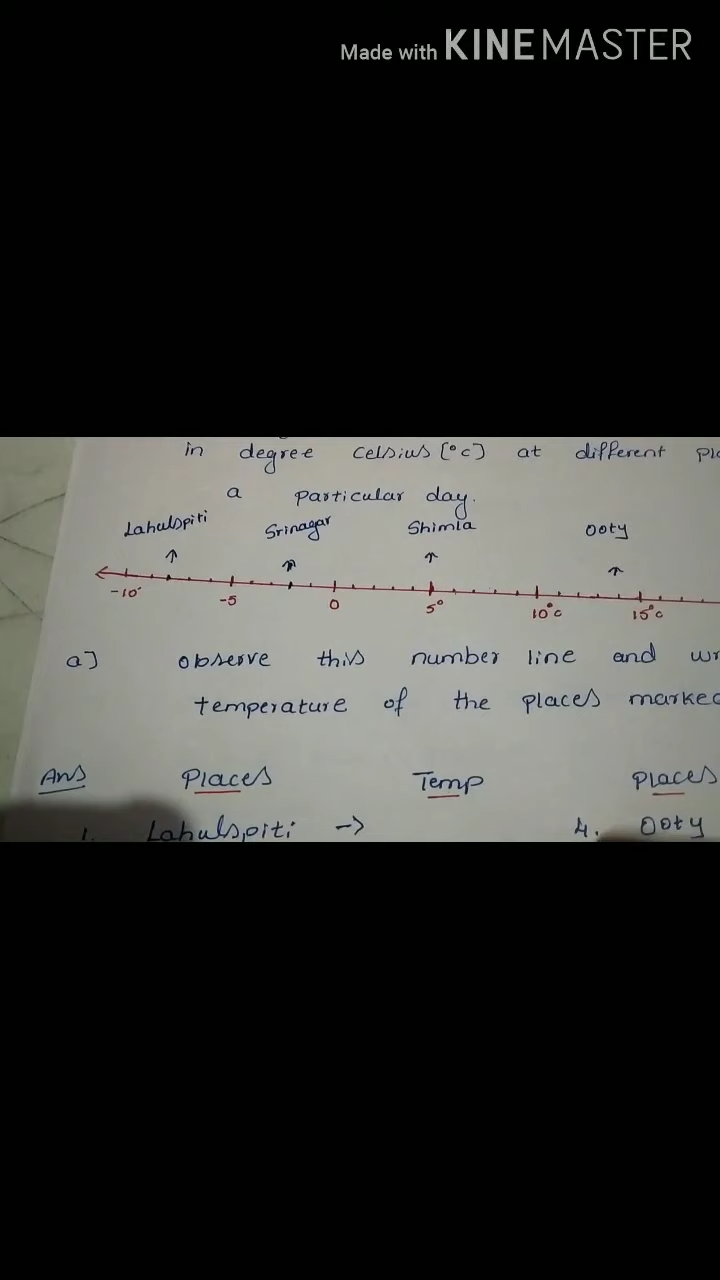 Made with KINEMASTER
in degree celsius [°c] at different
a particular day.
Lahulspiti Srinagar Shimla Ooty
-10° -5 0 5° 10°c 15°c
a] observe this number line and
temperature of the places marked
Ans Places Temp Places
1. Lahulspiti -> 4. Ooty